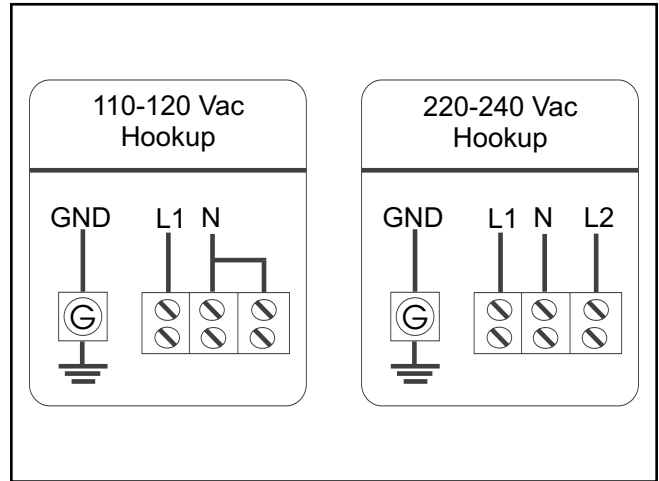 110-120 Vac
Hookup
GND L1 N
G
220-240 Vac
Hookup
GND L1 N L2
G